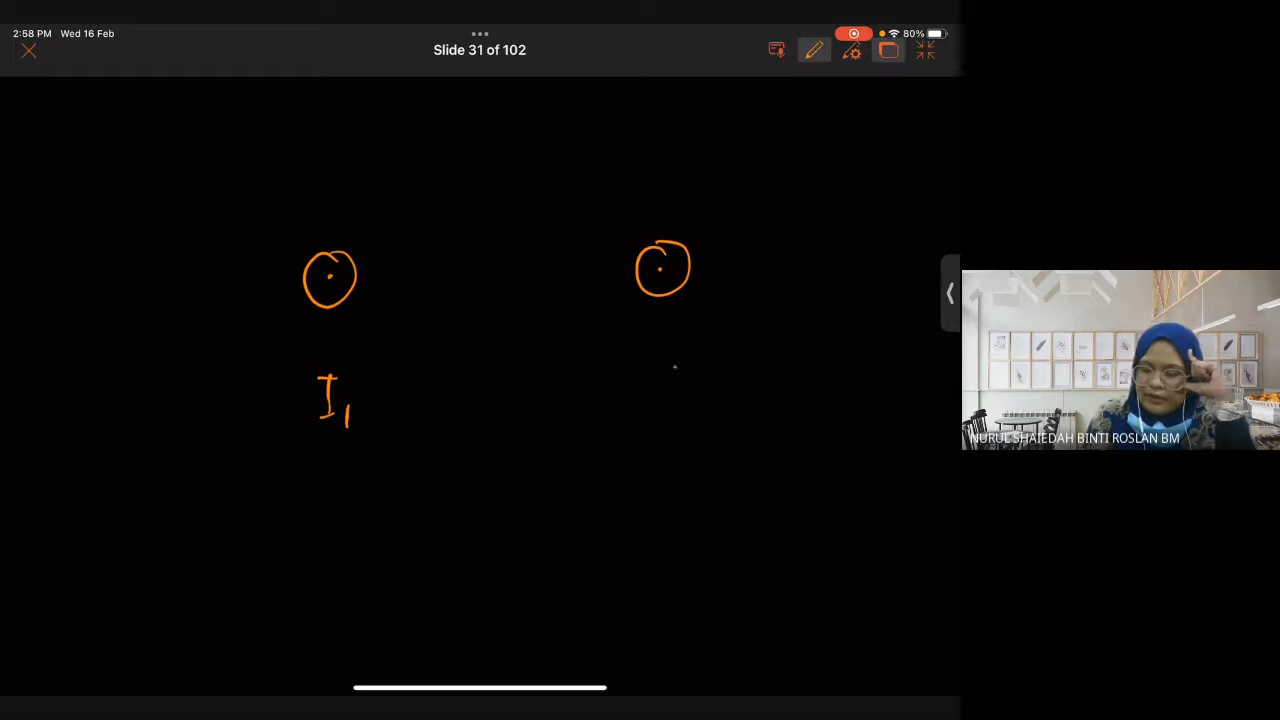 2:58 PM Wed 16 Feb
80%
Slide 31 of 102
I1
NURUL SHAIEDAH BINTI ROSLAN BM